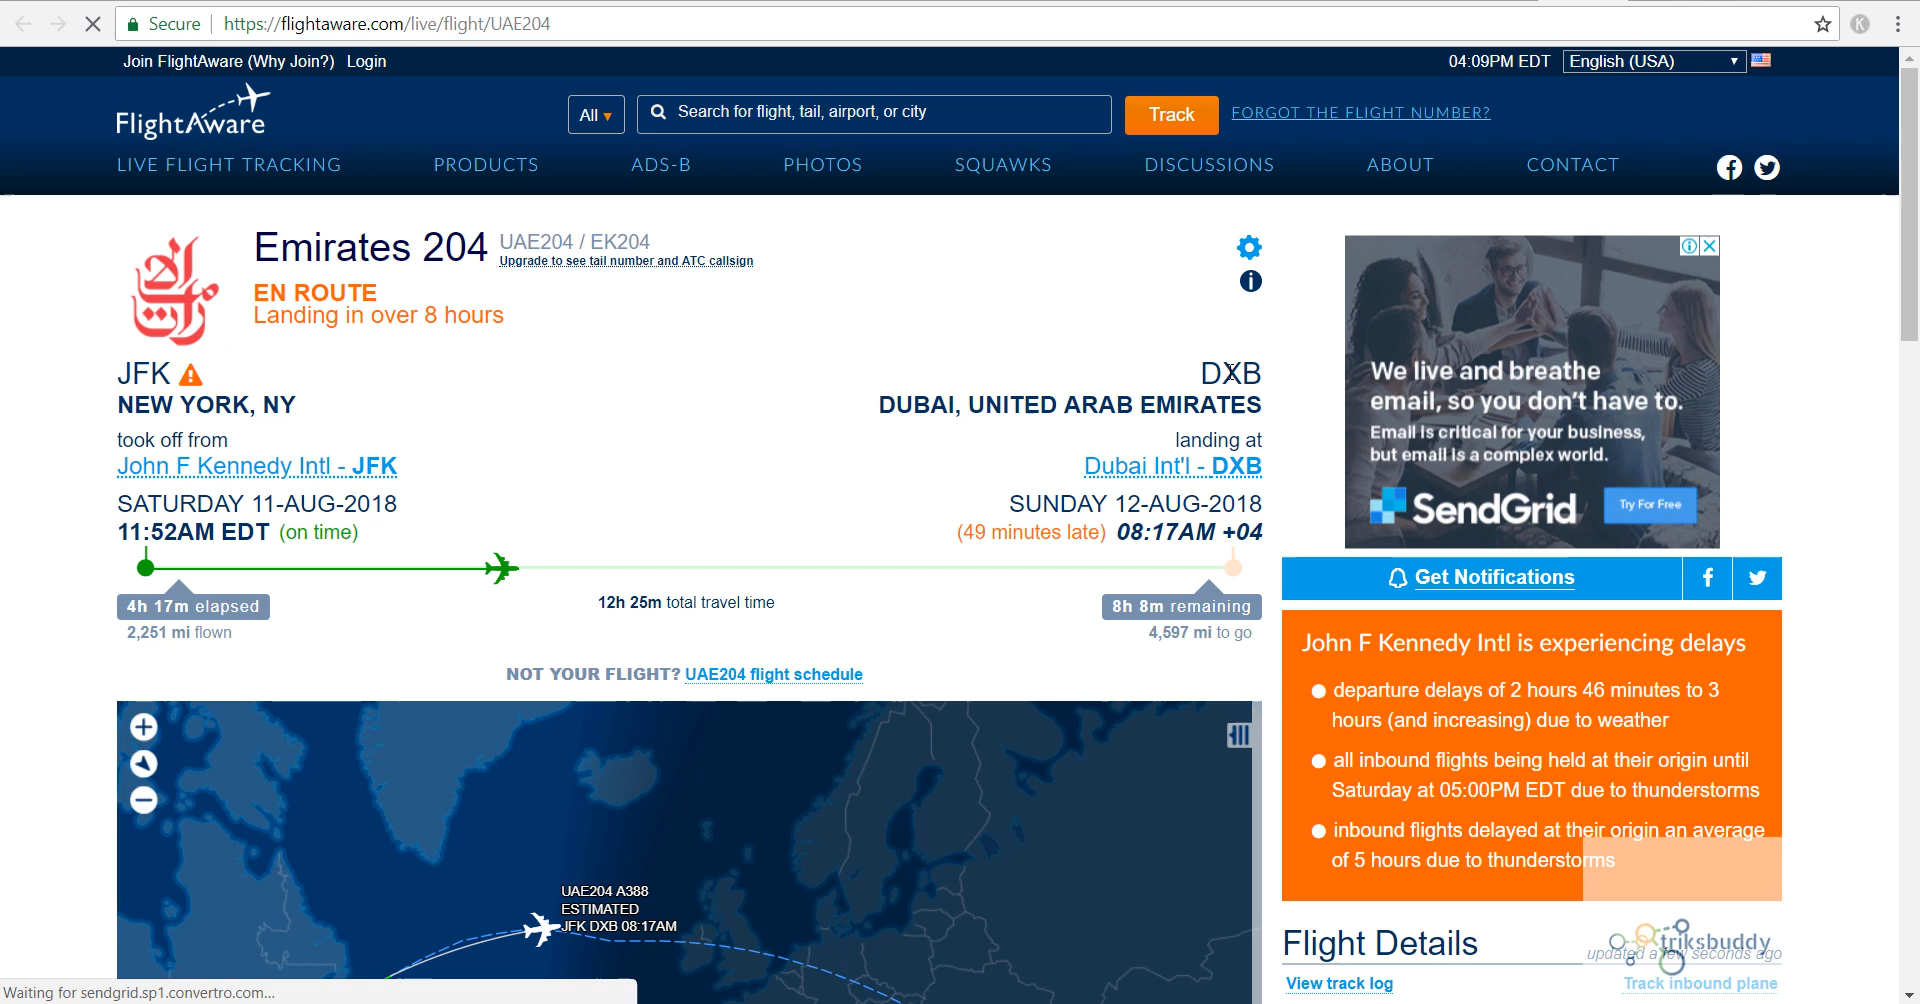 Secure https://flightaware.com/live/flight/UAE204
Join FlightAware (Why Join?) Login
04:09PM EDT English (USA)
FlightAware
All Search for flight, tail, airport, or city Track FORGOT THE FLIGHT NUMBER?
LIVE FLIGHT TRACKING PRODUCTS ADS-B PHOTOS SQUAWKS DISCUSSIONS ABOUT CONTACT
Emirates 204 UAE204 / EK204
Upgrade to see tail number and ATC callsign
EN ROUTE
Landing in over 8 hours
JFK
NEW YORK, NY
took off from
John F Kennedy Intl - JFK
SATURDAY 11-AUG-2018
11:52AM EDT (on time)
DXB
DUBAI, UNITED ARAB EMIRATES
landing at
Dubai Int'l - DXB
SUNDAY 12-AUG-2018
(49 minutes late) 08:17AM +04
4h 17m elapsed
2,251 mi flown
12h 25m total travel time
8h 8m remaining
4,597 mi to go
NOT YOUR FLIGHT? UAE204 flight schedule
UAE204 A388
ESTIMATED
JFK DXB 08:17AM
We live and breathe
email, so you don't have to.
Email is critical for your business,
but email is a complex world.
SendGrid Try For Free
Get Notifications
John F Kennedy Intl is experiencing delays
departure delays of 2 hours 46 minutes to 3
hours (and increasing) due to weather
all inbound flights being held at their origin until
Saturday at 05:00PM EDT due to thunderstorms
inbound flights delayed at their origin an average
of 5 hours due to thunderstorms
Flight Details
triksbuddy
updated a few seconds ago
View track log Track inbound plane
Waiting for sendgrid.sp1.convertro.com...